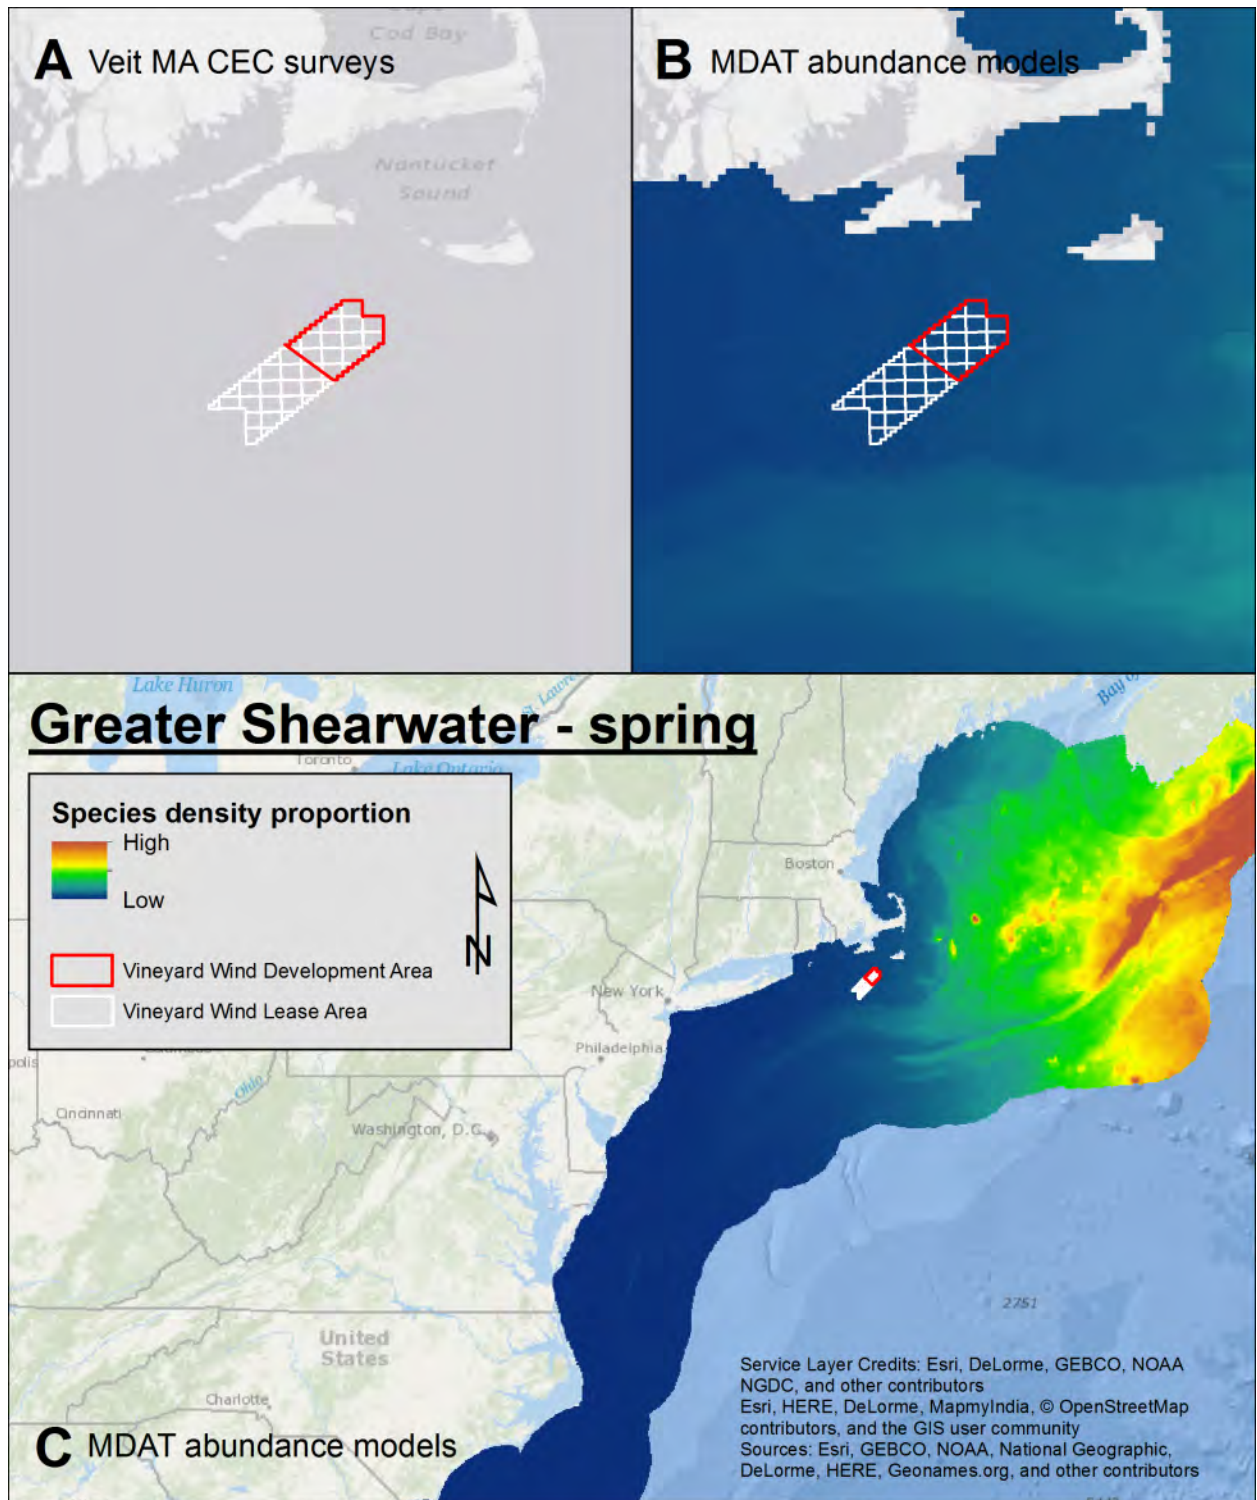 Cod Bay
A Veit MA CEC surveys
Nantucket
Sound
B MDAT abundance models
Lake Huron
St. Lawre
Bay of
Greater Shearwater - spring
Toronto
Lake Ontario
Species density proportion
High
Low
N
Vineyard Wind Development Area
Vineyard Wind Lease Area
Boston
New York
Philadelphia
Ohio
Cincinnati
Washington, D.C.
2751
United
States
Charlotte
C MDAT abundance models
Service Layer Credits: Esri, DeLorme, GEBCO, NOAA
NGDC, and other contributors
Esri, HERE, DeLorme, MapmyIndia, © OpenStreetMap
contributors, and the GIS user community
Sources: Esri, GEBCO, NOAA, National Geographic,
DeLorme, HERE, Geonames.org, and other contributors